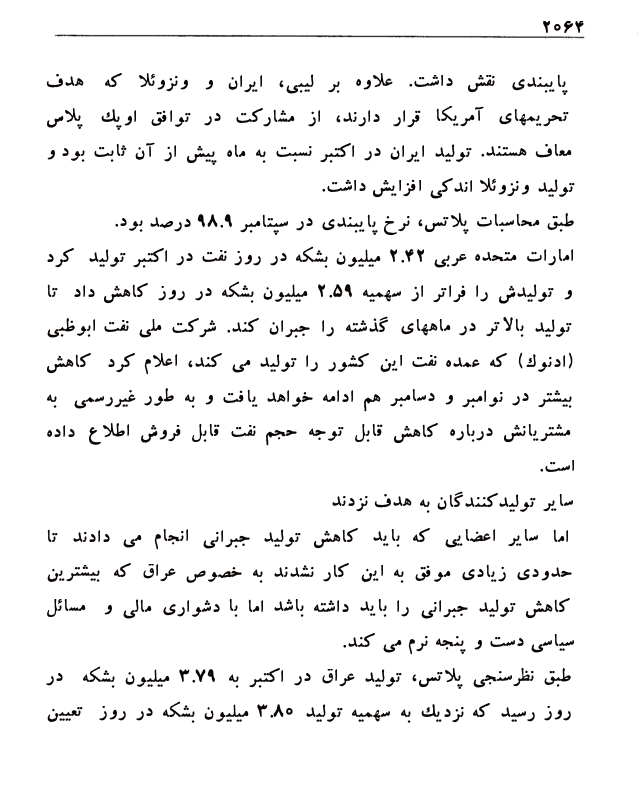 ۲۰۶۴
پایبندی نقش داشت. علاوه بر لیبی، ایران و ونزوئلا که هدف
تحریمهای آمریکا قرار دارند، از مشارکت در توافق اوپك پلاس
معاف هستند. تولید ایران در اکتبر نسبت به ماه پیش از آن ثابت بود و
تولید ونزوئلا اندکی افزایش داشت.
طبق محاسبات پلاتس، نرخ پایبندی در سپتامبر ۹۸.۹ درصد بود.
امارات متحده عربی ۲.۴۲ میلیون بشکه در روز نفت در اکتبر تولید کرد
و تولیدش را فراتر از سهمیه ۲.۵۹ میلیون بشکه در روز کاهش داد تا
تولید بالاتر در ماههای گذشته را جبران کند. شرکت ملی نفت ابوظبی
(ادنوك) که عمده نفت این کشور را تولید می کند، اعلام کرد کاهش
بیشتر در نوامبر و دسامبر هم ادامه خواهد یافت و به طور غیررسمی به
مشتریانش درباره کاهش قابل توجه حجم نفت قابل فروش اطلاع داده
است.
سایر تولیدکنندگان به هدف نزدند
اما سایر اعضایی که باید کاهش تولید جبرانی انجام می دادند تا
حدودی زیادی موفق به این کار نشدند به خصوص عراق که بیشترین
کاهش تولید جبرانی را باید داشته باشد اما با دشواری مالی و مسائل
سیاسی دست و پنجه نرم می کند.
طبق نظرسنجی پلاتس، تولید عراق در اکتبر به ۳.۷۹ میلیون بشکه در
روز رسید که نزدیك به سهمیه تولید ۳.۸۵ میلیون بشکه در روز تعیین